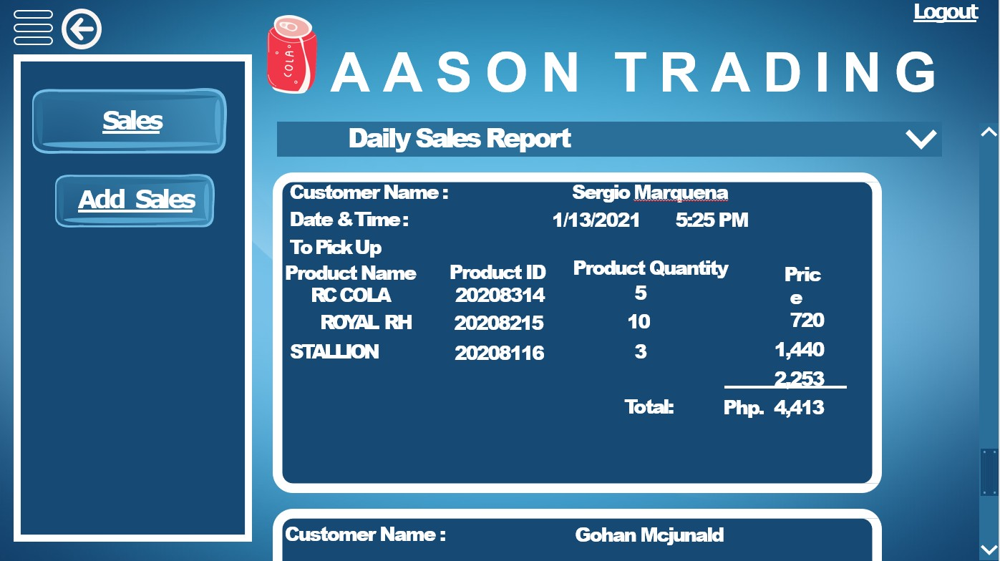 Logout
COLA
AASON TRADING
Sales
Add Sales
Daily Sales Report
Customer Name : Sergio Marquena
Date & Time : 1/13/2021 5:25 PM
To Pick Up
Product Name Product ID Product Quantity Pric
e
RC COLA 20208314 5 720
ROYAL RH 20208215 10 1,440
STALLION 20208116 3 2,253
Total: Php. 4,413
Customer Name : Gohan Mcjunald